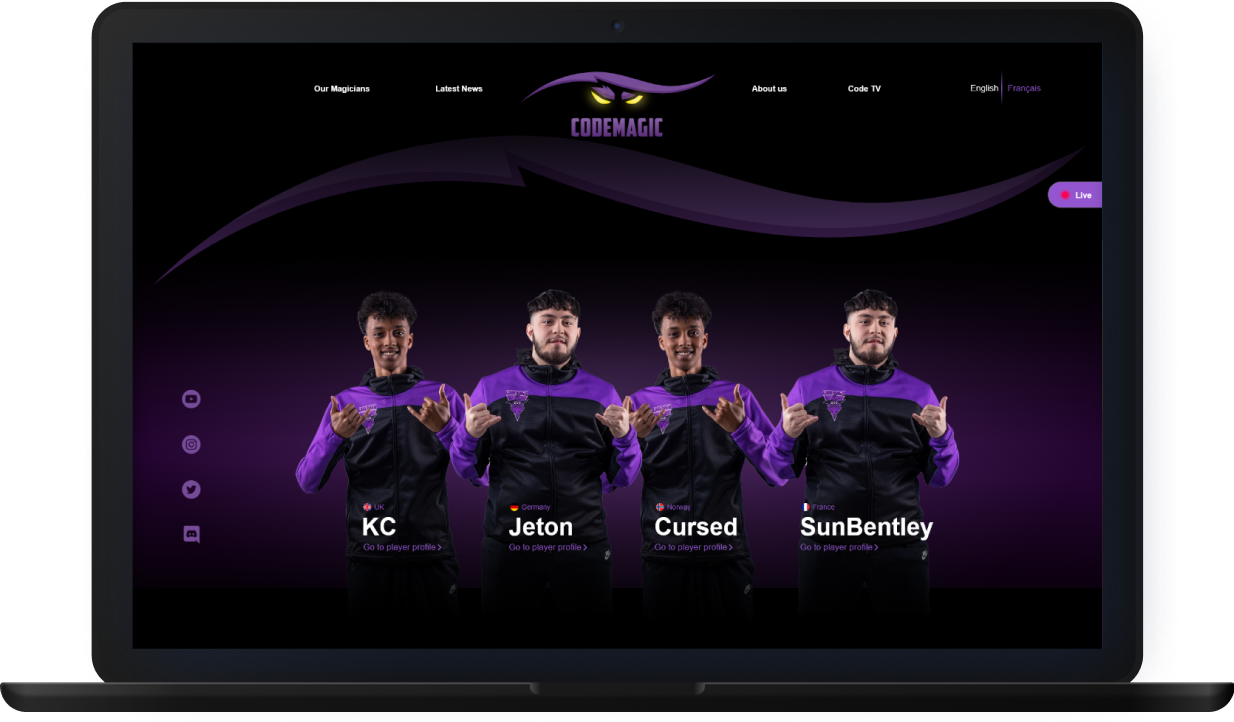 Our Magicians
Latest News
CODEMAGIC
About us
Code TV
English
Français
Live
UK
KC
Go to player profile
Germany
Jeton
Go to player profile
Norway
Cursed
Go to player profile
France
SunBentley
Go to player profile